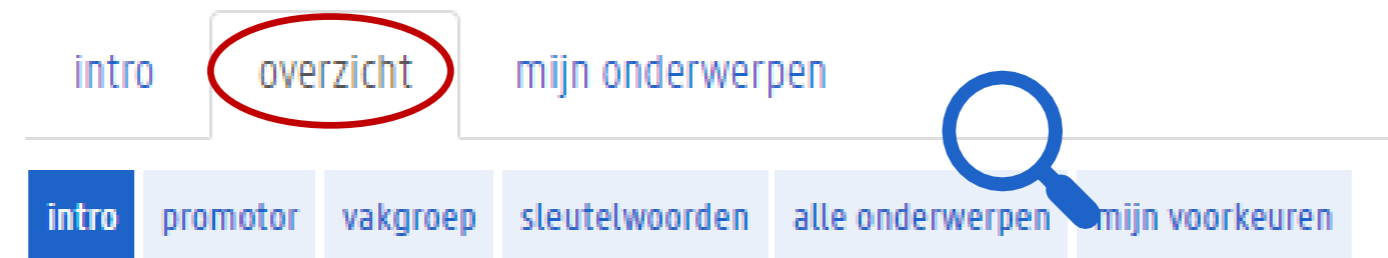 intro overzicht mijn onderwerpen
intro promotor vakgroep sleutelwoorden alle onderwerpen mijn voorkeuren